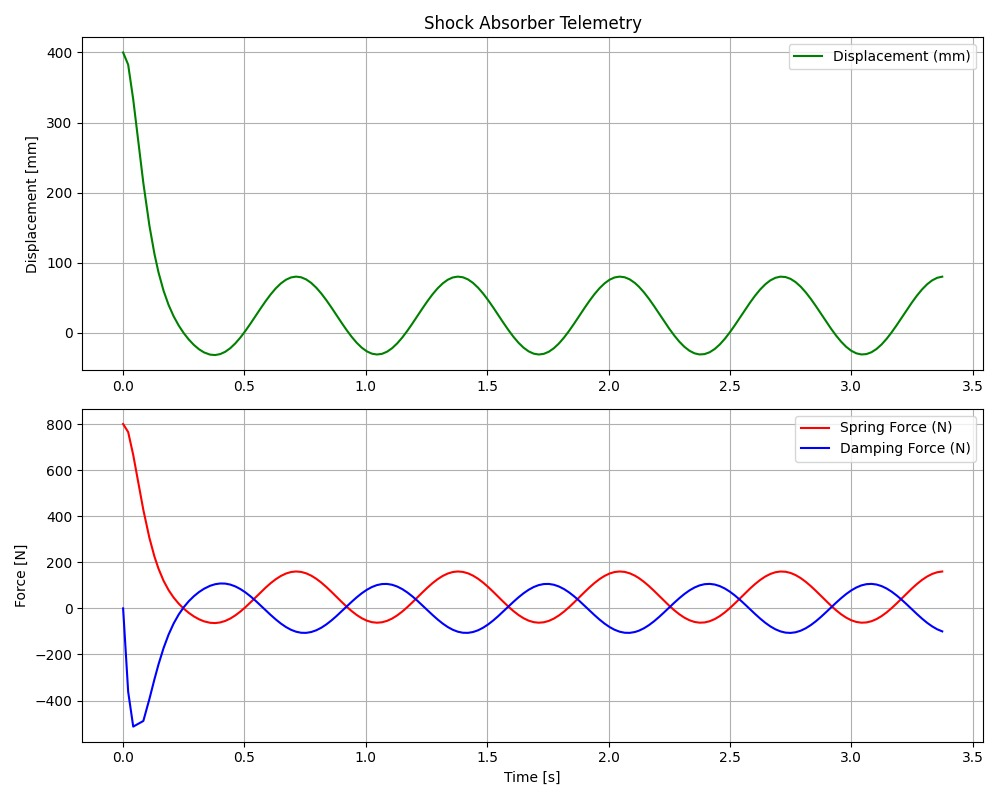 Shock Absorber Telemetry
Displacement (mm)
Displacement [mm]
400
300
200
100
0
0.0 0.5 1.0 1.5 2.0 2.5 3.0 3.5
Spring Force (N)
Damping Force (N)
Force [N]
800
600
400
200
0
−200
−400
0.0 0.5 1.0 1.5 2.0 2.5 3.0 3.5
Time [s]